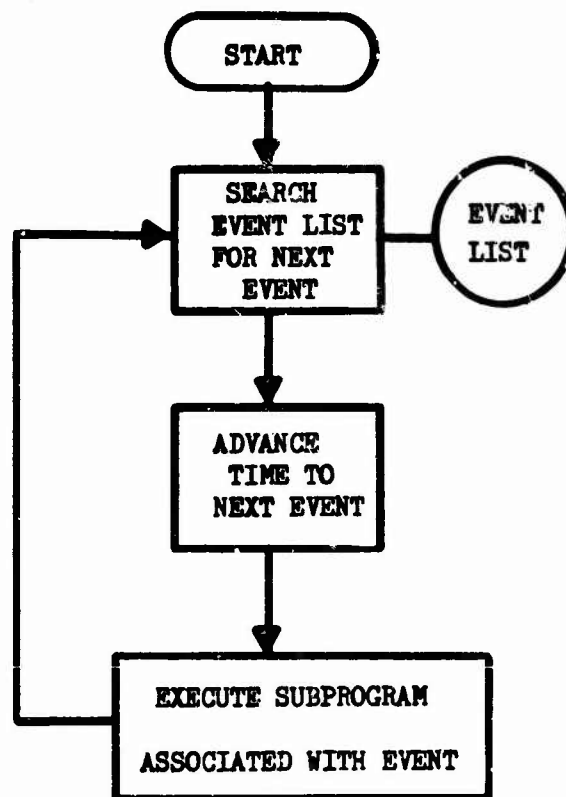 START
SEARCH
EVENT LIST
FOR NEXT
EVENT
EVENT
LIST
ADVANCE
TIME TO
NEXT EVENT
EXECUTE SUBPROGRAM
ASSOCIATED WITH EVENT